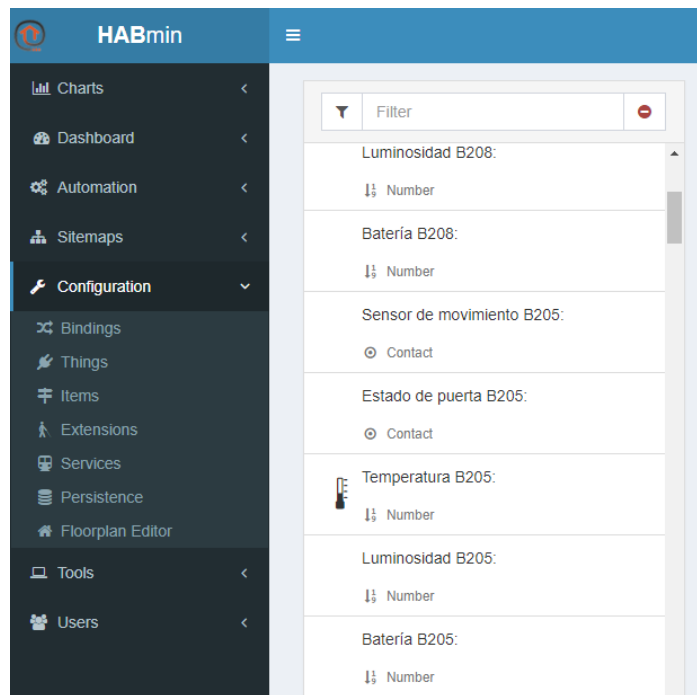 HABmin
Charts
Dashboard
Automation
Sitemaps
Configuration
Bindings
Things
Items
Extensions
Services
Persistence
Floorplan Editor
Tools
Users
Filter
Luminosidad B208:
Number
Batería B208:
Number
Sensor de movimiento B205:
Contact
Estado de puerta B205:
Contact
Temperatura B205:
Number
Luminosidad B205:
Number
Batería B205:
Number